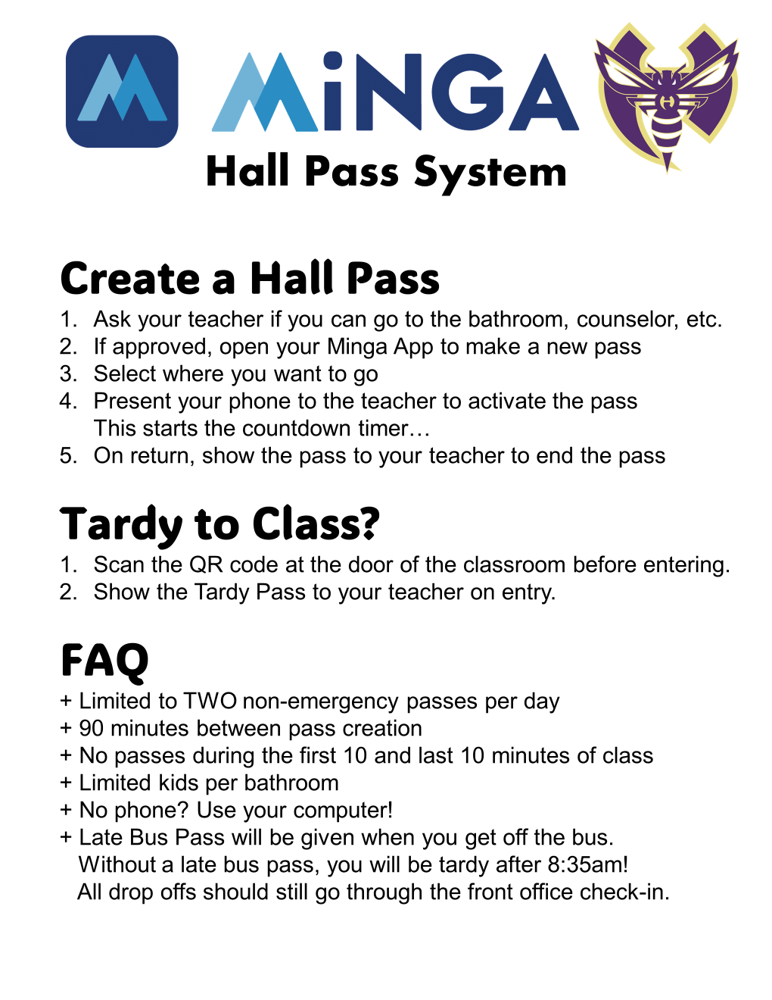 MiNGA
Hall Pass System
Create a Hall Pass
1. Ask your teacher if you can go to the bathroom, counselor, etc.
2. If approved, open your Minga App to make a new pass
3. Select where you want to go
4. Present your phone to the teacher to activate the pass
This starts the countdown timer…
5. On return, show the pass to your teacher to end the pass
Tardy to Class?
1. Scan the QR code at the door of the classroom before entering.
2. Show the Tardy Pass to your teacher on entry.
FAQ
+ Limited to TWO non-emergency passes per day
+ 90 minutes between pass creation
+ No passes during the first 10 and last 10 minutes of class
+ Limited kids per bathroom
+ No phone? Use your computer!
+ Late Bus Pass will be given when you get off the bus.
Without a late bus pass, you will be tardy after 8:35am!
All drop offs should still go through the front office check-in.